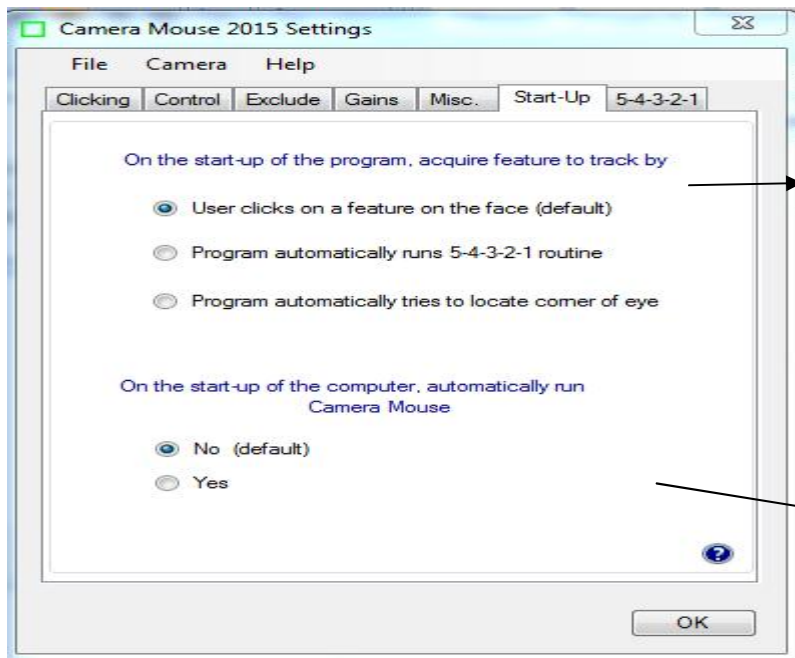 Camera Mouse 2015 Settings
File Camera Help
Clicking Control Exclude Gains Misc. Start-Up 5-4-3-2-1
On the start-up of the program, acquire feature to track by
User clicks on a feature on the face (default)
Program automatically runs 5-4-3-2-1 routine
Program automatically tries to locate corner of eye
On the start-up of the computer, automatically run
Camera Mouse
No (default)
Yes
?
OK